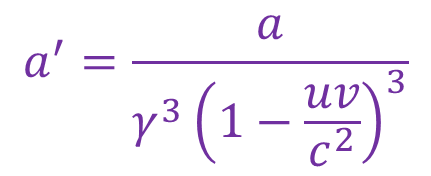 a′ = a / (γ³ (1 − uv/c²)³)